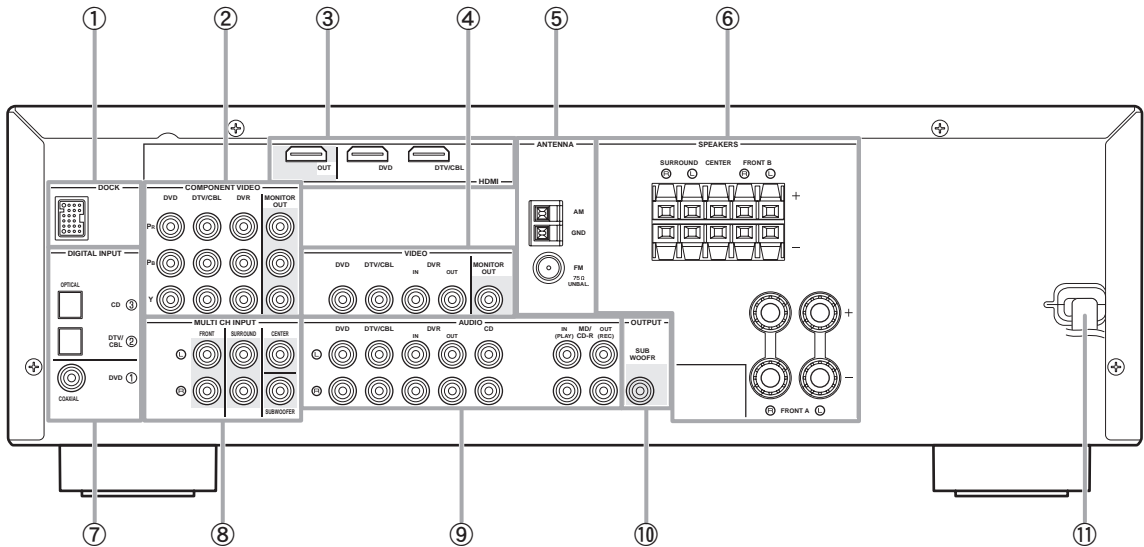 ① ② ③ ④ ⑤ ⑥
DOCK
COMPONENT VIDEO
DVD DTV/CBL DVR MONITOR OUT
PR
PB
Y
OUT DVD DTV/CBL
HDMI
ANTENNA
AM
GND
FM
75Ω
UNBAL.
SPEAKERS
SURROUND CENTER FRONT B
R L R L
+
–
+
–
R FRONT A L
DIGITAL INPUT
OPTICAL
CD ③
DTV/
CBL ②
DVD ①
COAXIAL
VIDEO
DVD DTV/CBL DVR MONITOR OUT
IN OUT
MULTI CH INPUT
FRONT SURROUND CENTER
L
R
SUBWOOFER
AUDIO
DVD DTV/CBL DVR CD IN MD/ OUT
IN OUT (PLAY) CD-R (REC)
L
R
OUTPUT
SUB
WOOFR
⑦ ⑧ ⑨ ⑩ ⑪